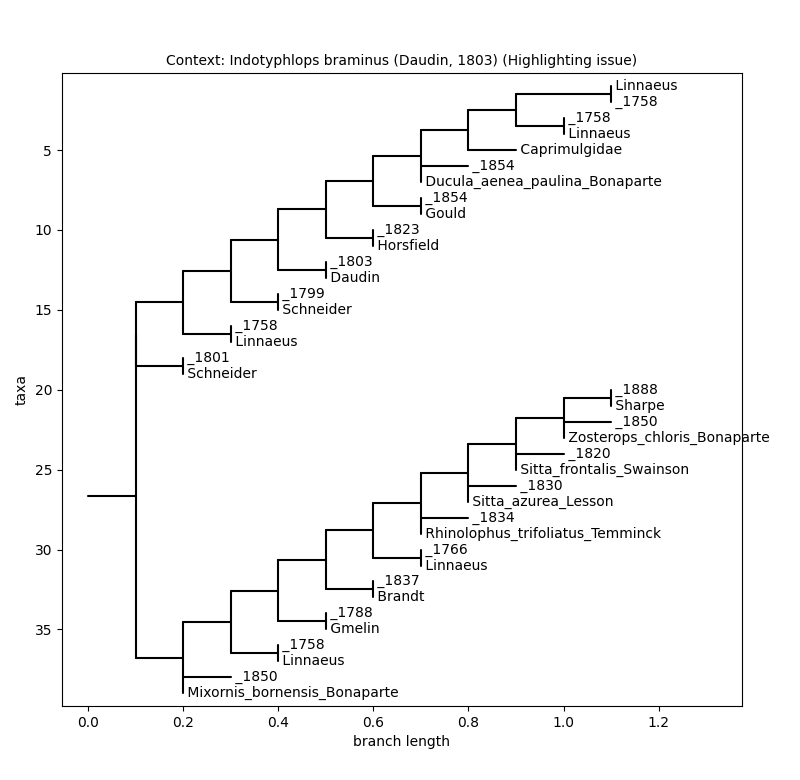 Context: Indotyphlops braminus (Daudin, 1803) (Highlighting issue)
Linnaeus
_1758
_1758
Linnaeus
Caprimulgidae
_1854
Ducula_aenea_paulina_Bonaparte
_1854
Gould
_1823
Horsfield
_1803
Daudin
_1799
Schneider
_1758
Linnaeus
_1801
Schneider
_1888
Sharpe
_1850
Zosterops_chloris_Bonaparte
_1820
Sitta_frontalis_Swainson
_1830
Sitta_azurea_Lesson
_1834
Rhinolophus_trifoliatus_Temminck
_1766
Linnaeus
_1837
Brandt
_1788
Gmelin
_1758
Linnaeus
_1850
Mixornis_bornensis_Bonaparte
5
10
15
20
25
30
35
taxa
0.0 0.2 0.4 0.6 0.8 1.0 1.2
branch length